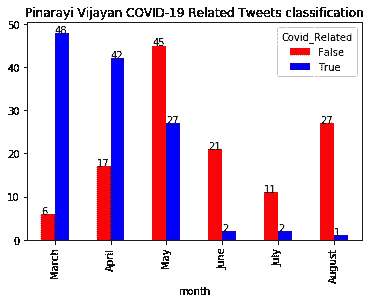 Pinarayi Vijayan COVID-19 Related Tweets classification
Covid_Related
False
True
50
40
30
20
10
0
6
48
17
42
45
27
21
2
11
2
27
1
March
April
May
June
July
August
month